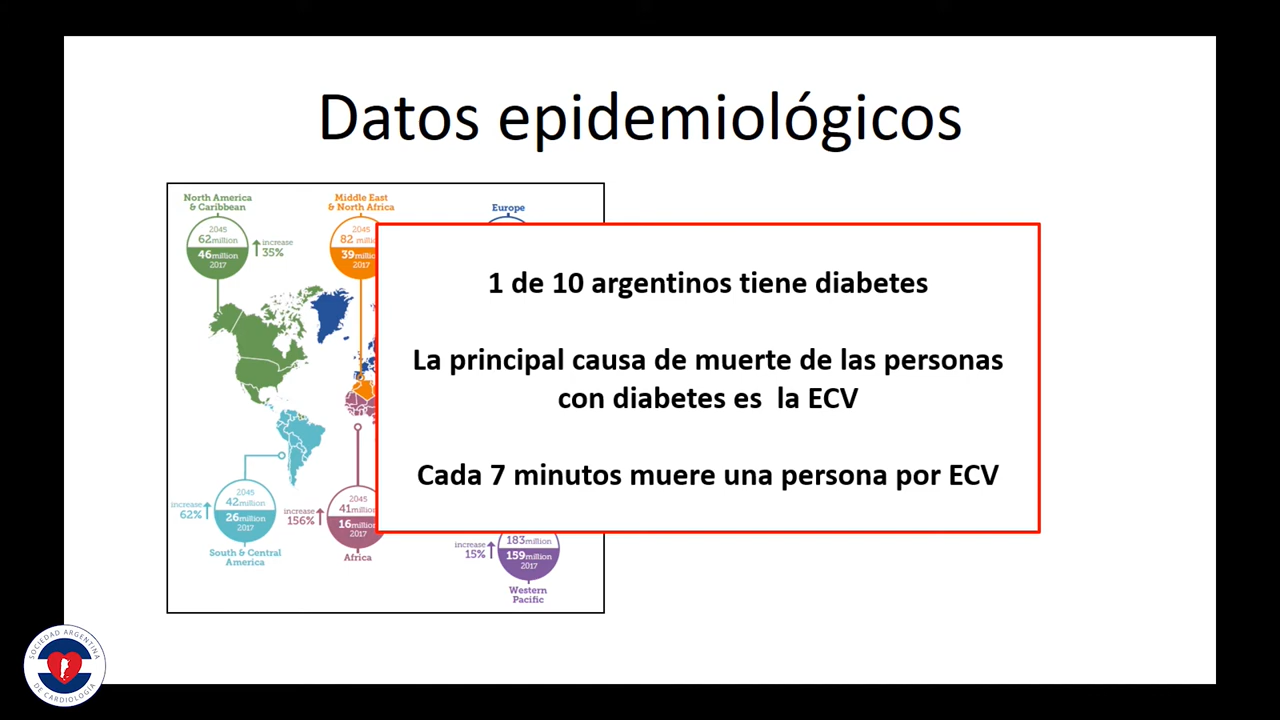 Datos epidemiológicos
North America
& Caribbean
2045
62million
46million
2017
increase
35%
Middle East
& North Africa
2045
82
39
2017
Europe
1 de 10 argentinos tiene diabetes
La principal causa de muerte de las personas
con diabetes es la ECV
Cada 7 minutos muere una persona por ECV
increase
62%
2045
42million
26million
2017
South & Central
America
increase
156%
2045
41million
16million
2017
Africa
increase
15%
183million
159million
2017
Western
Pacific
SOCIEDAD ARGENTINA
DE CARDIOLOGÍA